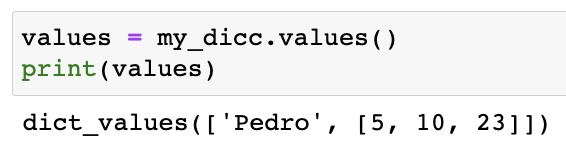 values = my_dicc.values()
print(values)
dict_values(['Pedro', [5, 10, 23]])